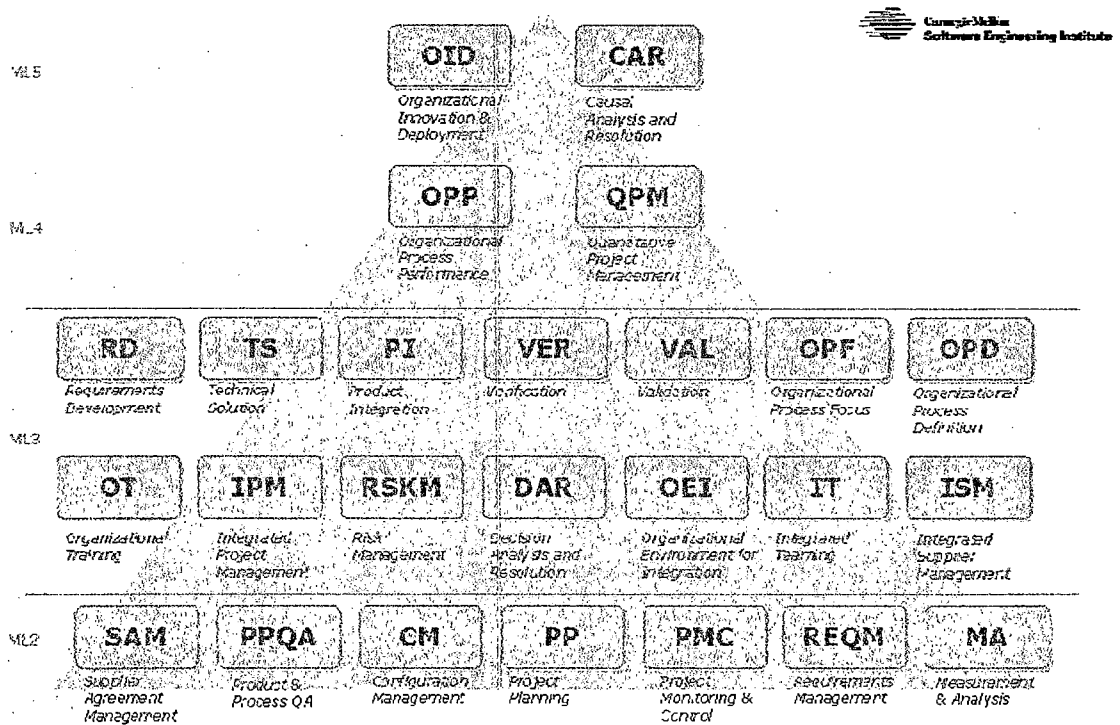 Carnegie Mellon
Software Engineering Institute
ML5
OID
CAR
Organizational
Innovation &
Deployment
Causal
Analysis and
Resolution
ML4
OPP
QPM
Organizational
Process
Performance
Quantitative
Project
Management
RD
TS
PI
VER
VAL
OPF
OPD
Requirements
Development
Technical
Solution
Product
Integration
Verification
Validation
Organizational
Process Focus
Organizational
Process
Definition
ML3
OT
IPM
RSKM
DAR
OEI
IT
ISM
Organizational
Training
Integrated
Project
Management
Risk
Management
Decision
Analysis and
Resolution
Organizational
Environment for
Integration
Integrated
Teaming
Integrated
Supplier
Management
ML2
SAM
PPQA
CM
PP
PMC
REQM
MA
Supplier
Agreement
Management
Product &
Process QA
Configuration
Management
Project
Planning
Project
Monitoring &
Control
Requirements
Management
Measurement
& Analysis